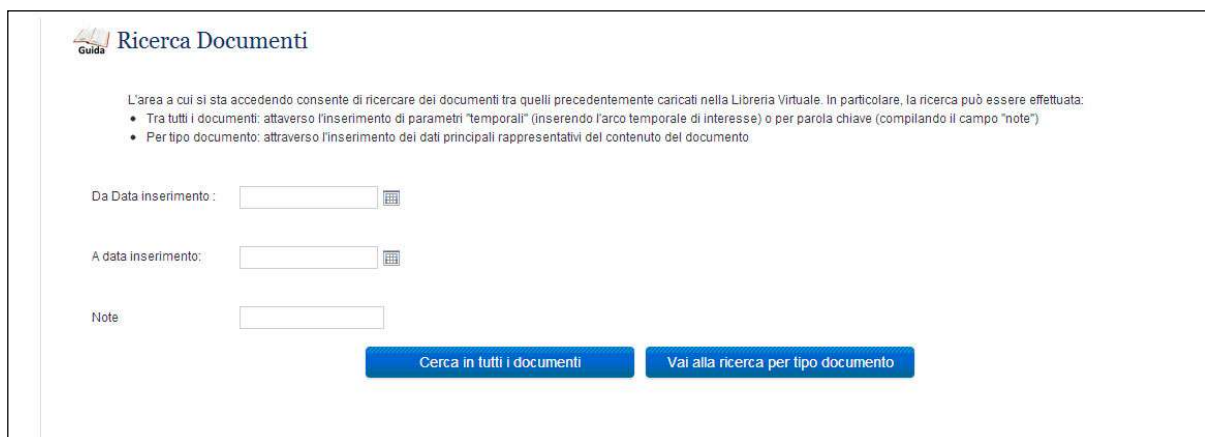 Guida
Ricerca Documenti
L'area a cui si sta accedendo consente di ricercare dei documenti tra quelli precedentemente caricati nella Libreria Virtuale. In particolare, la ricerca può essere effettuata:
• Tra tutti i documenti: attaverso l'inserimento di parametri "temporali" (inserendo l'arco temporale di interesse) o per parola chiave (compilando il campo "note")
• Per tipo documento: attraverso l'inserimento dei dati principali rappresentativi del contenuto del documento
Da Data inserimento :
A data inserimento:
Note
Cerca in tutti i documenti
Vai alla ricerca per tipo documento